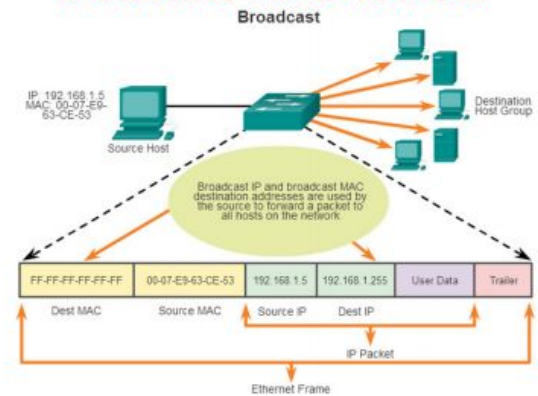 Broadcast
IP: 192.168.1.5
MAC: 00-07-E9-
63-CE-53
Source Host
Destination
Host Group
Broadcast IP and broadcast MAC
destination addresses are used by
the source to forward a packet to
all hosts on the network
FF-FF-FF-FF-FF-FF 00-07-E9-63-CE-53 192.168.1.5 192.168.1.255 User Data Trailer
Dest MAC Source MAC Source IP Dest IP
IP Packet
Ethernet Frame